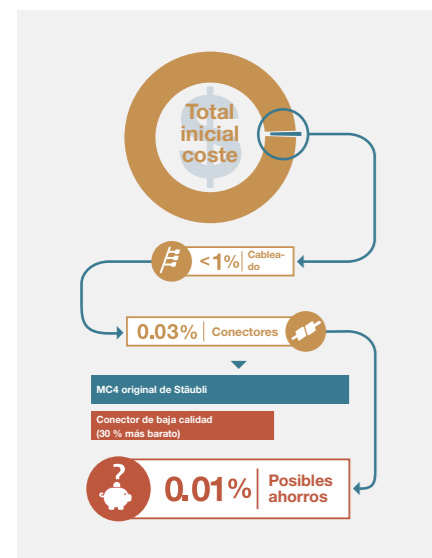 Total
inicial
coste
$
<1% Cablea-
do
0.03% Conectores
MC4 original de Stäubli
Conector de baja calidad
(30 % más barato)
?
0.01% Posibles
ahorros